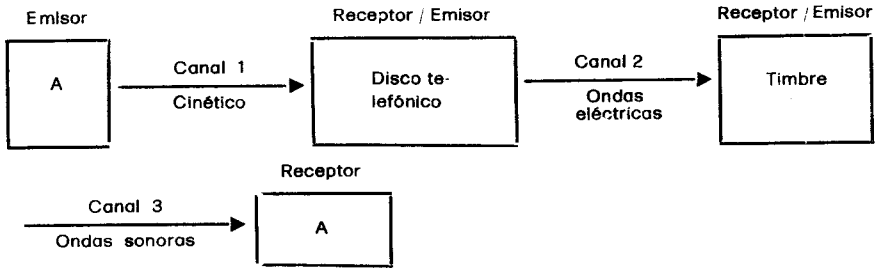 Emisor
Receptor / Emisor
Receptor / Emisor
A
Canal 1
Cinético
Disco te-
lefónico
Canal 2
Ondas
eléctricas
Timbre
Receptor
Canal 3
Ondas sonoras
A